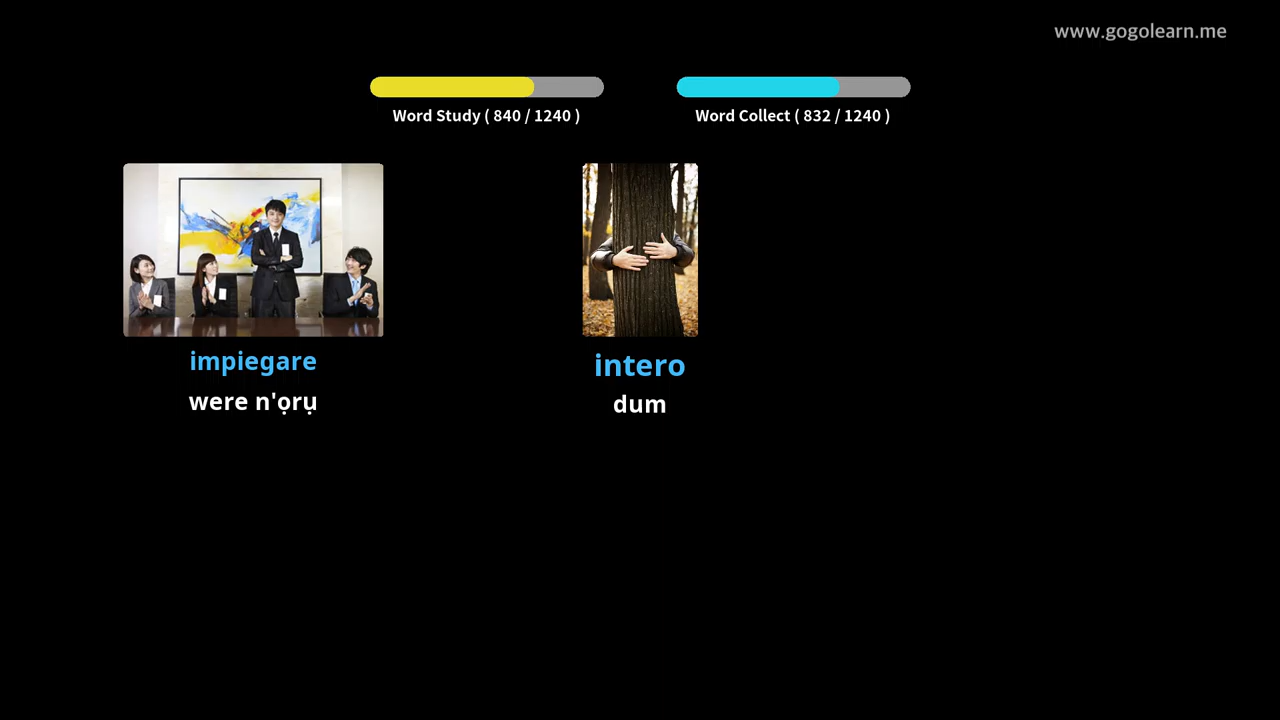 www.gogolearn.me
Word Study ( 840 / 1240 )
Word Collect ( 832 / 1240 )
impiegare
were n'ọrụ
intero
dum